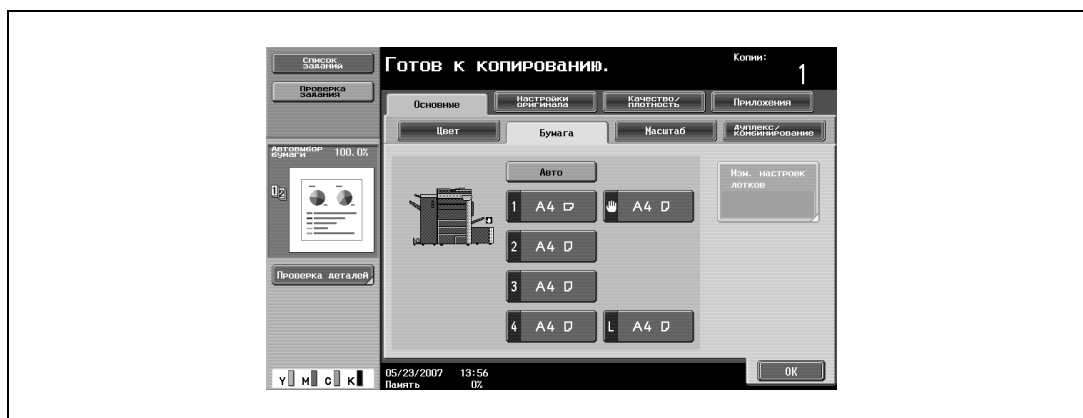 Список
заданий
Готов к копированию.
Копии:
1
Проверка
задания
Основные
Настройки
оригинала
Качество/
плотность
Приложения
Цвет
Бумага
Масштаб
Дуплекс/
комбинирование
Автовыбор
бумаги 100.0%
1 2
Авто
Изм. настроек
лотков
1 A4
A4
2 A4
3 A4
4 A4
L A4
Проверка деталей
Y M C K
05/23/2007 13:56
Память 0%
OK